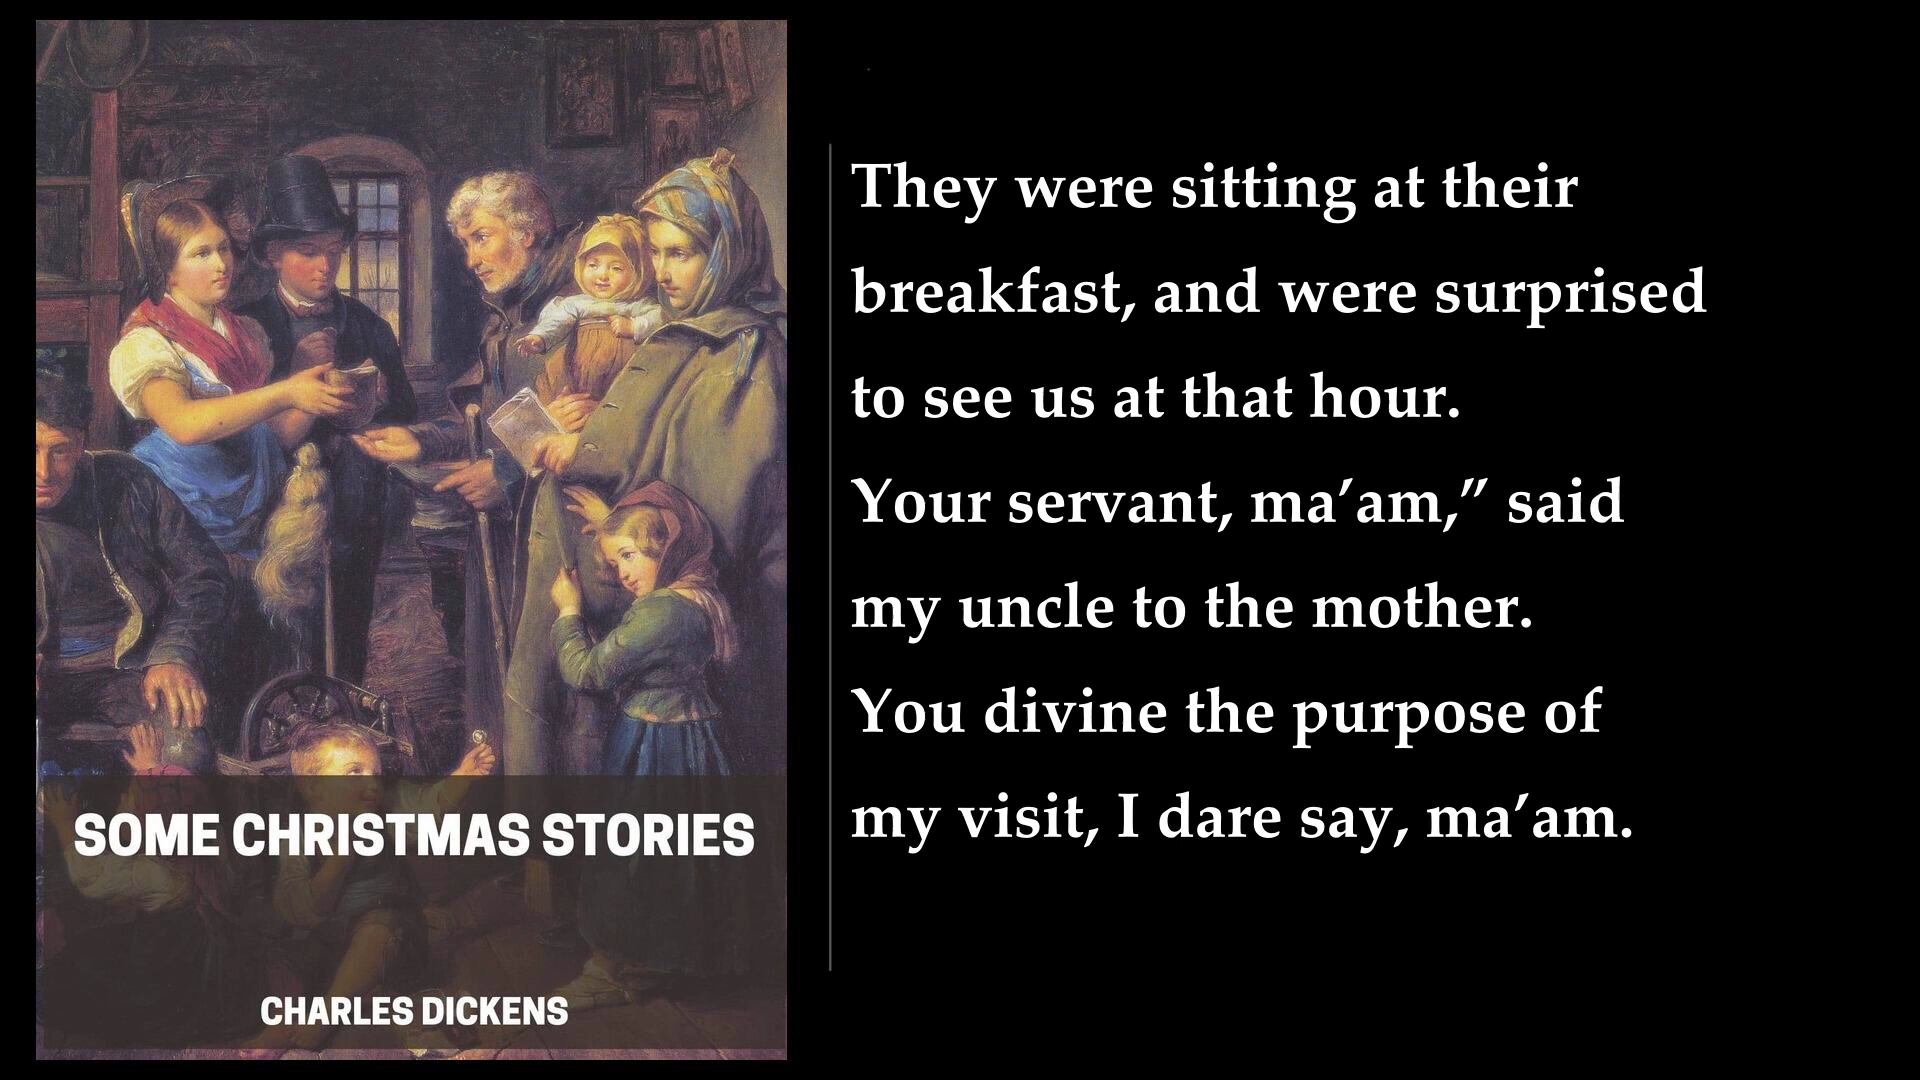 SOME CHRISTMAS STORIES
CHARLES DICKENS
They were sitting at their
breakfast, and were surprised
to see us at that hour.
Your servant, ma’am,” said
my uncle to the mother.
You divine the purpose of
my visit, I dare say, ma’am.